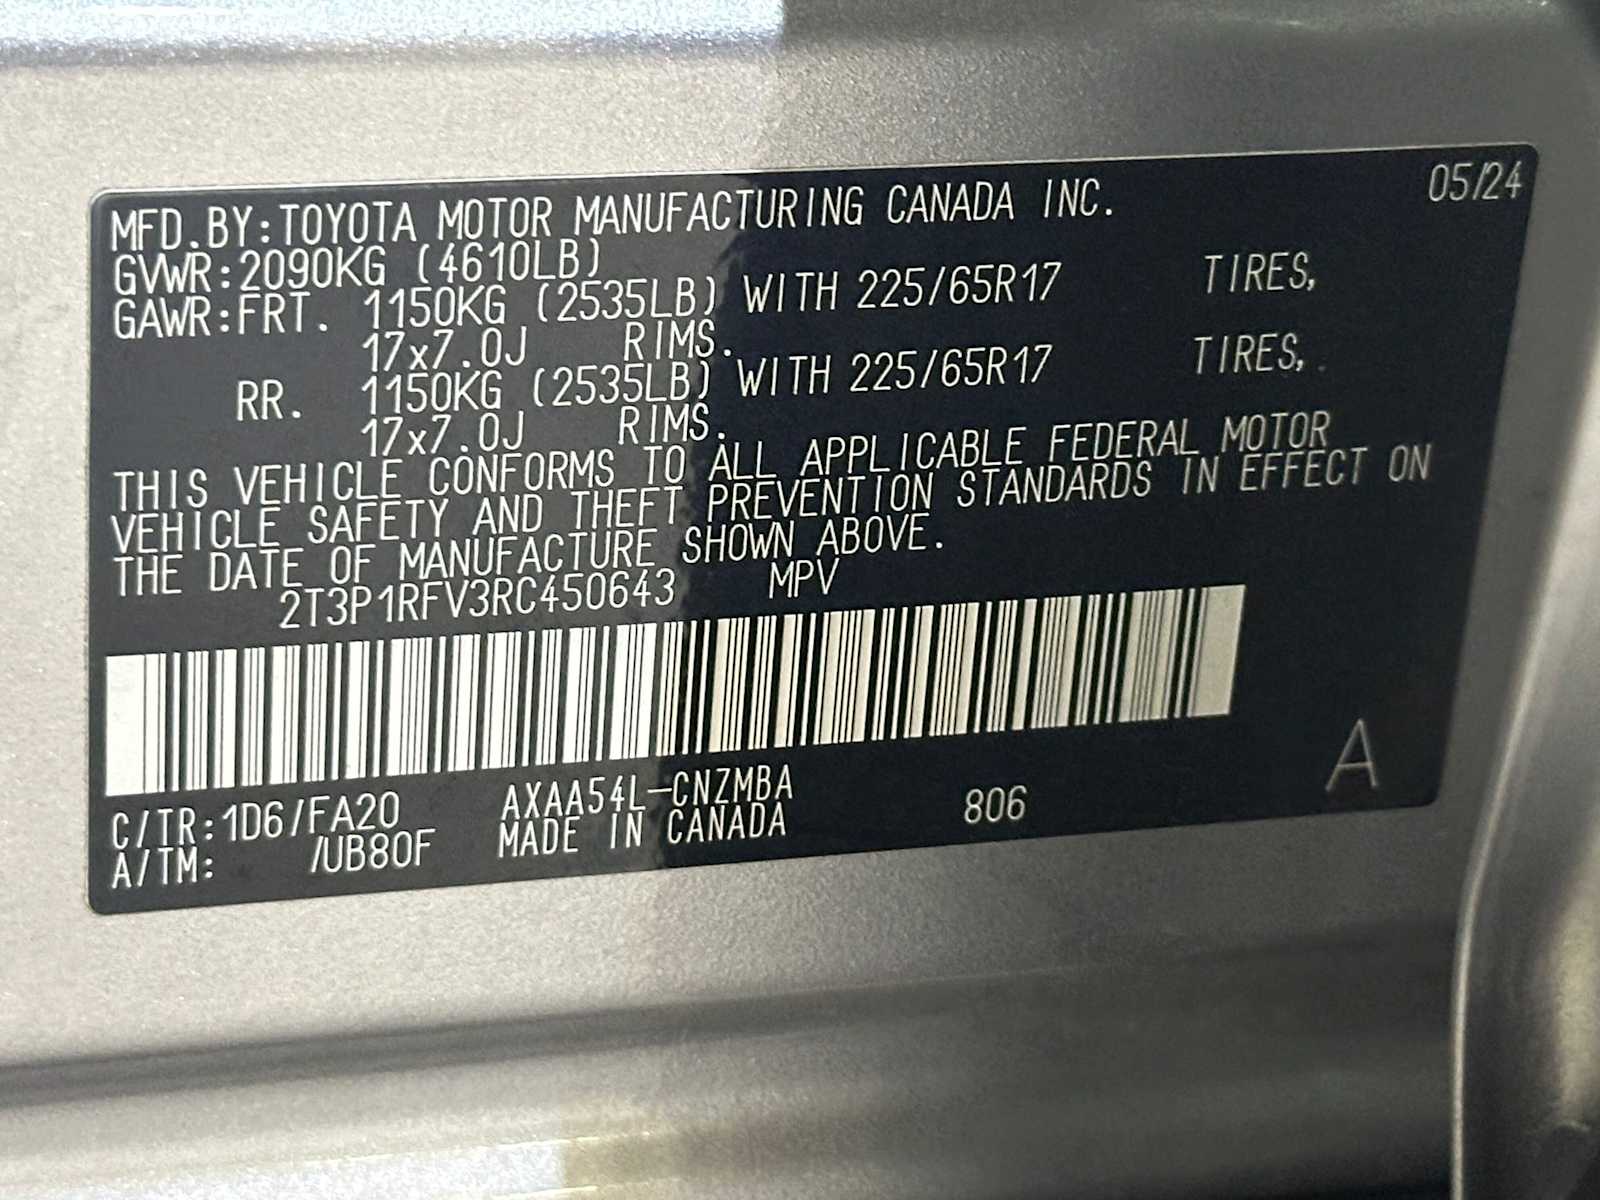 05/24
MFD.BY:TOYOTA MOTOR MANUFACTURING CANADA INC.
GVWR:2090KG (4610LB)
GAWR:FRT. 1150KG (2535LB) WITH 225/65R17 TIRES,
17x7.0J RIMS.
RR. 1150KG (2535LB) WITH 225/65R17 TIRES,
17x7.0J RIMS.
THIS VEHICLE CONFORMS TO ALL APPLICABLE FEDERAL MOTOR
VEHICLE SAFETY AND THEFT PREVENTION STANDARDS IN EFFECT ON
THE DATE OF MANUFACTURE SHOWN ABOVE.
2T3P1RFV3RC450643 MPV
C/TR:1D6/FA20 AXAA54L-CNZMBA 806 A
A/TM: /UB80F MADE IN CANADA